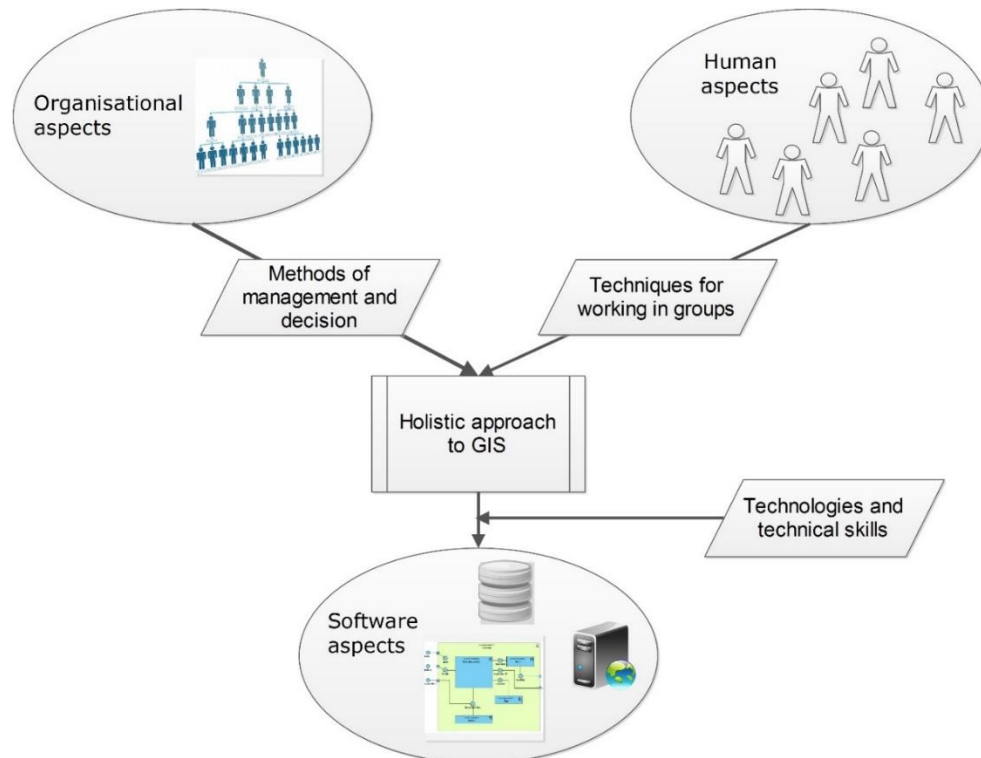 Organisational
aspects
Human
aspects
Methods of
management and
decision
Techniques for
working in groups
Holistic approach
to GIS
Technologies and
technical skills
Software
aspects